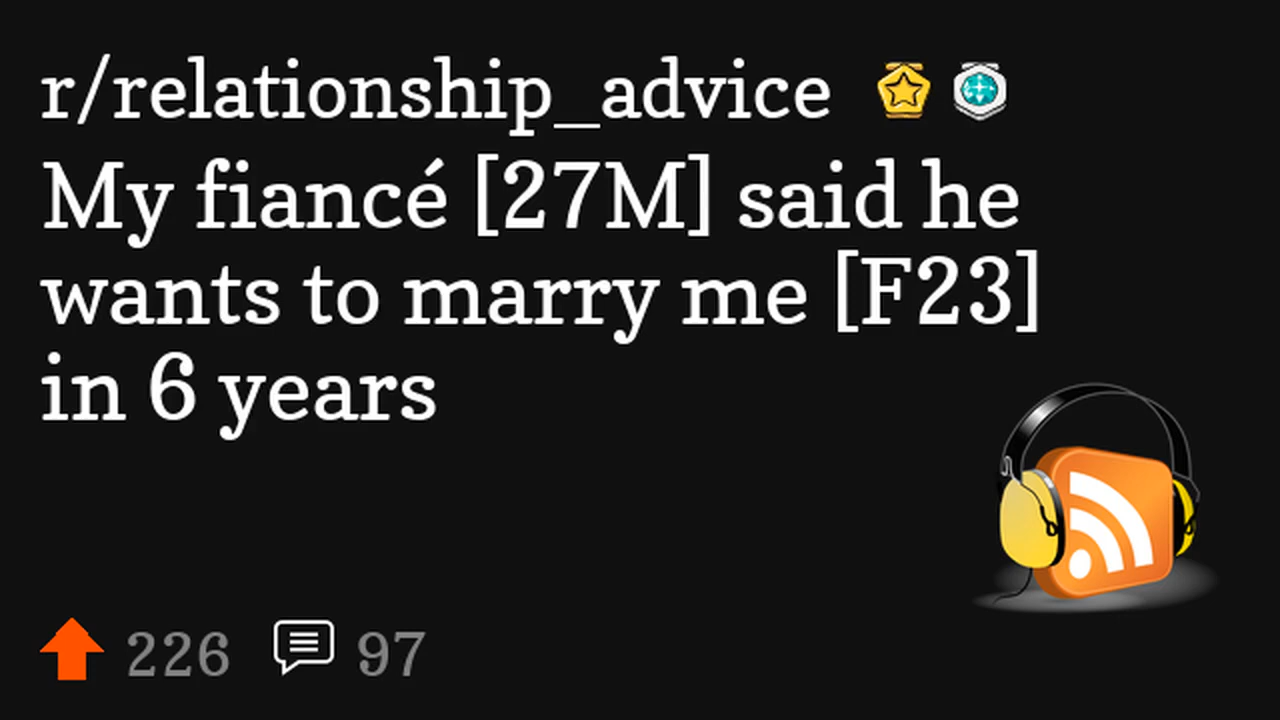 r/relationship_advice
My fiancé [27M] said he
wants to marry me [F23]
in 6 years
226 97